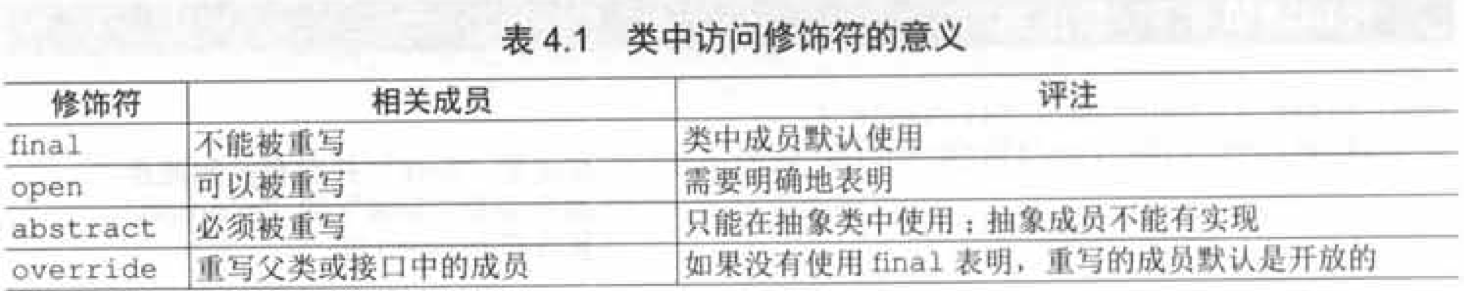 表 4.1 类中访问修饰符的意义
修饰符 相关成员 评注
final 不能被重写 类中成员默认使用
open 可以被重写 需要明确地表明
abstract 必须被重写 只能在抽象类中使用；抽象成员不能有实现
override 重写父类或接口中的成员 如果没有使用 final 表明，重写的成员默认是开放的